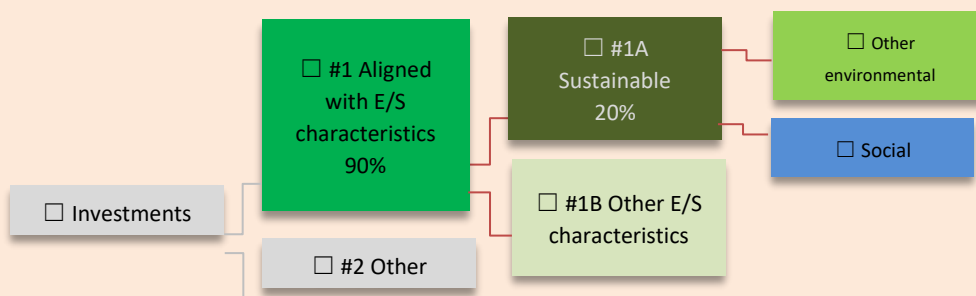 ☐ #1 Aligned
with E/S
characteristics
90%
☐ #1A
Sustainable
20%
☐ Other
environmental
☐ Social
☐ #1B Other E/S
characteristics
☐ Investments
☐ #2 Other